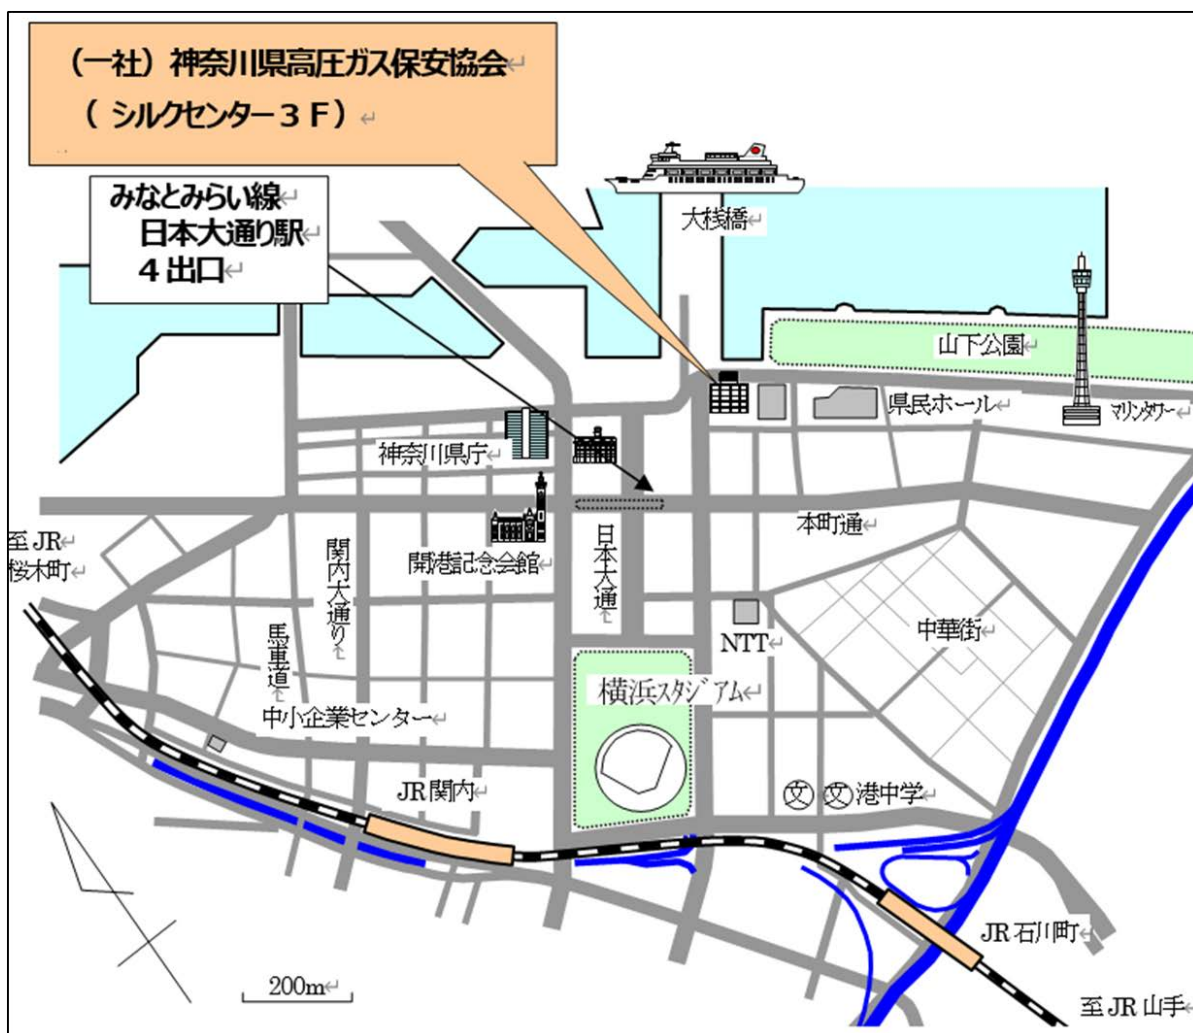 (一社)神奈川県高圧ガス保安協会↵
( シルクセンター3F)↵
みなとみらい線↵
日本大通り駅↵
4出口↵
大桟橋↵
山下公園↵
県民ホール↵
マリンタワー↵
神奈川県庁↵
本町通↵
至JR↵
桜木町↵
開港記念会館↵
関内大通り↵
日本大通↵
馬車道↵
NTT↵
中華街↵
横浜スタジアム↵
中小企業センター↵
JR関内↵
文 文 港中学↵
JR石川町↵
200m↵
至JR山手↵